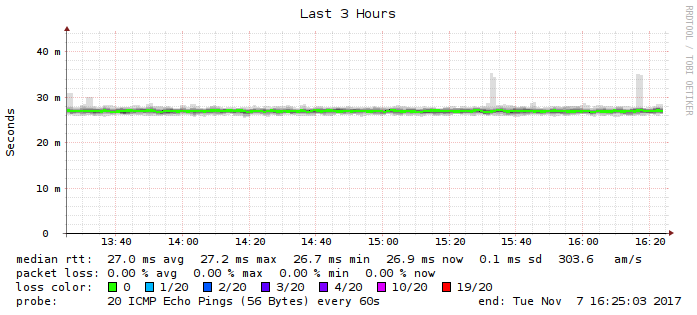 Last 3 Hours
RRDTOOL / TOBI OETIKER
Seconds
40 m
30 m
20 m
10 m
0
13:40 14:00 14:20 14:40 15:00 15:20 15:40 16:00 16:20
median rtt: 27.0 ms avg 27.2 ms max 26.7 ms min 26.9 ms now 0.1 ms sd 303.6 am/s
packet loss: 0.00 % avg 0.00 % max 0.00 % min 0.00 % now
loss color: 0 1/20 2/20 3/20 4/20 10/20 19/20
probe: 20 ICMP Echo Pings (56 Bytes) every 60s end: Tue Nov 7 16:25:03 2017